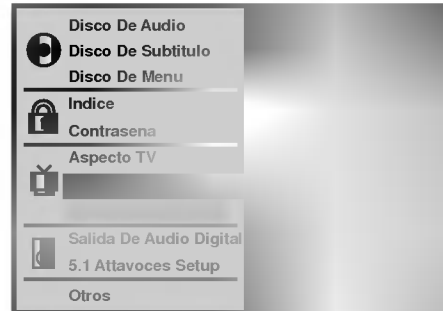 Disco De Audio
Disco De Subtitulo
Disco De Menu
Indice
Contrasena
Aspecto TV
Salida De Audio Digital
5.1 Attavoces Setup
Otros